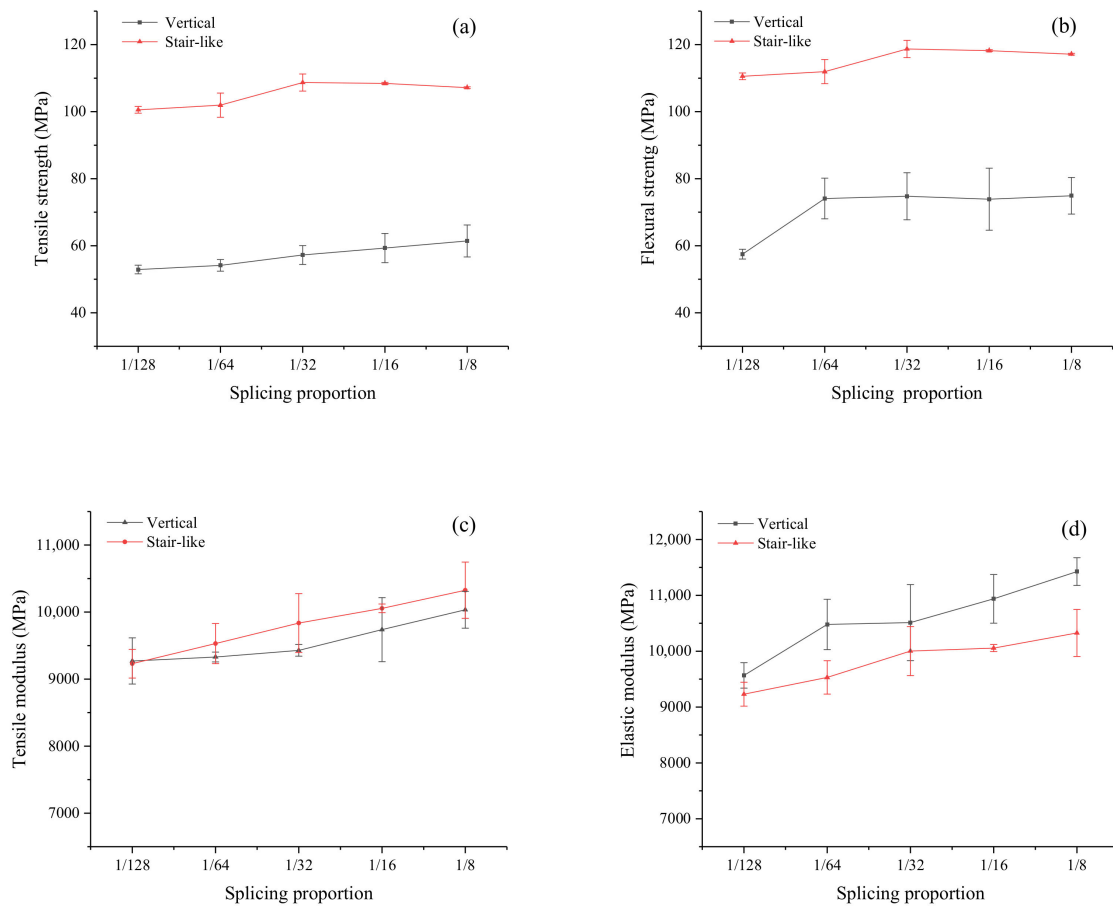 Vertical
Stair-like
(a)
120
100
80
60
40
Tensile strength (MPa)
1/128 1/64 1/32 1/16 1/8
Splicing proportion
Vertical
Stair-like
(b)
120
100
80
60
40
Flexural strentg (MPa)
1/128 1/64 1/32 1/16 1/8
Splicing proportion
Vertical
Stair-like
(c)
11,000
10,000
9000
8000
7000
Tensile modulus (MPa)
1/128 1/64 1/32 1/16 1/8
Splicing proportion
Vertical
Stair-like
(d)
12,000
11,000
10,000
9000
8000
7000
Elastic modulus (MPa)
1/128 1/64 1/32 1/16 1/8
Splicing proportion